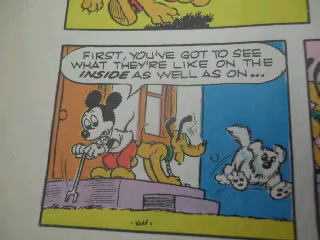 FIRST, YOU'VE GOT TO SEE
WHAT THEY'RE LIKE ON THE
INSIDE AS WELL AS ON...